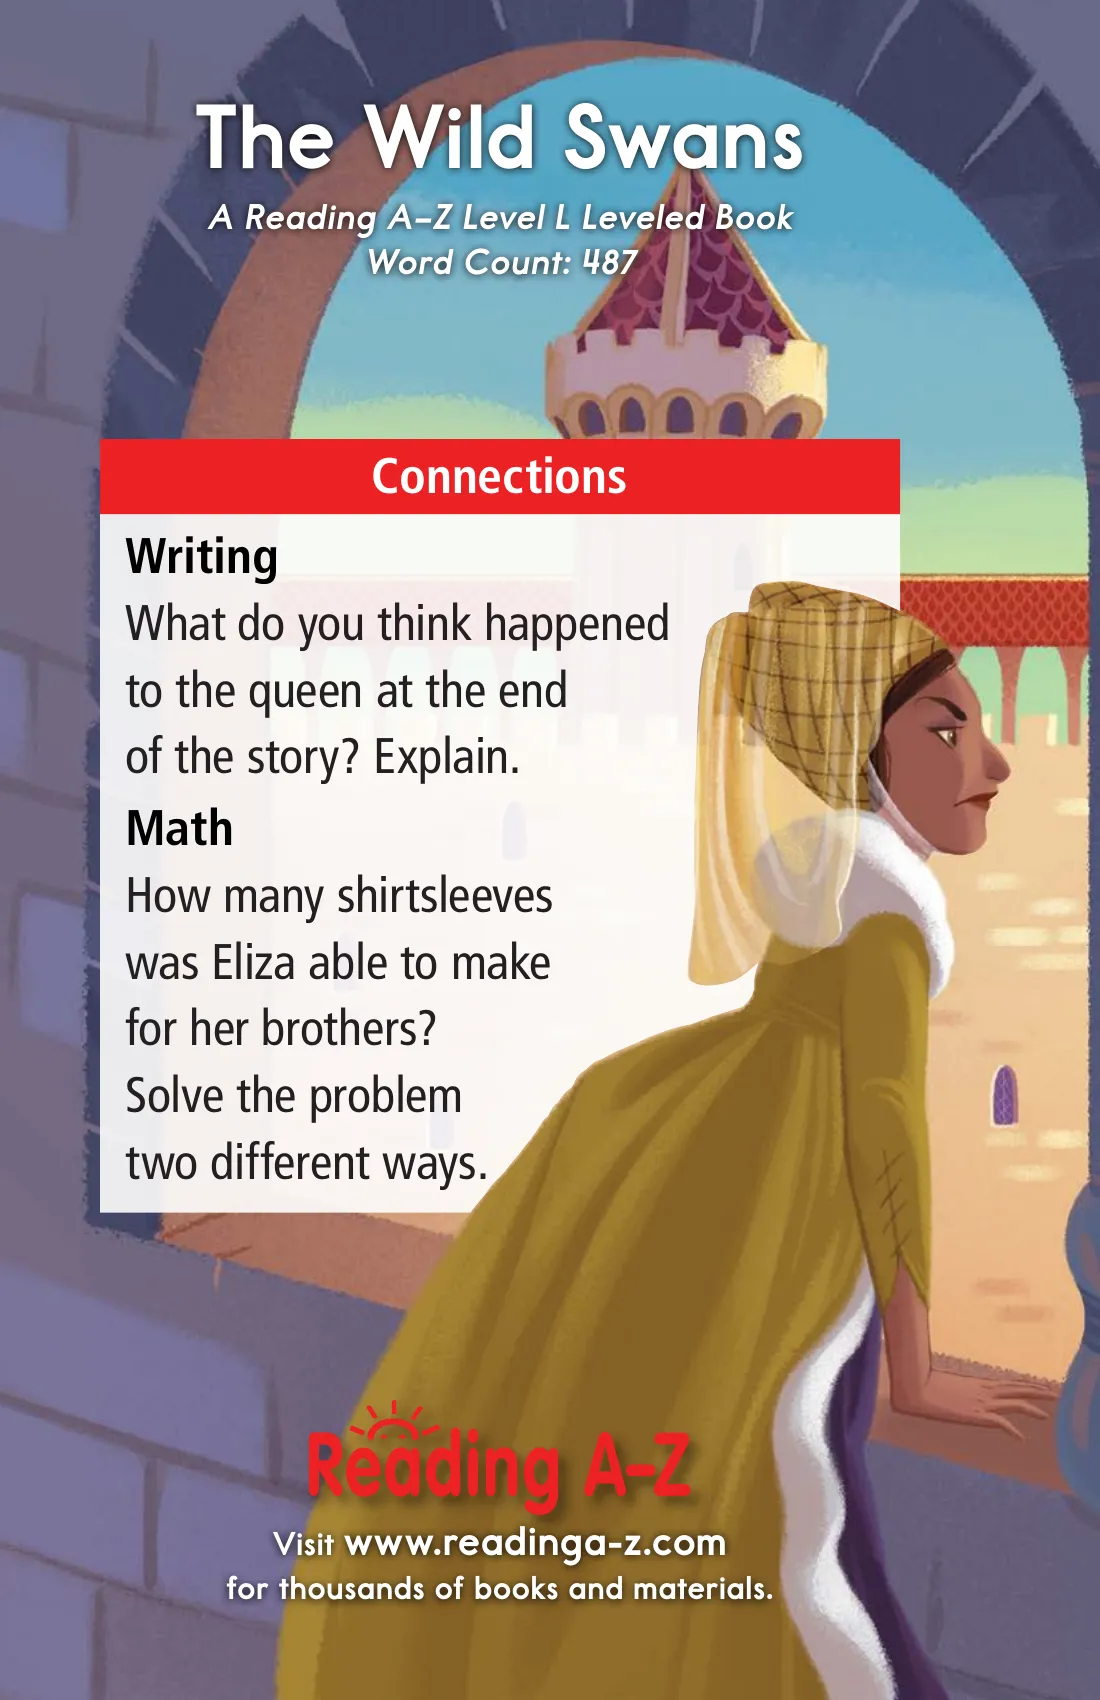 The Wild Swans
A Reading A–Z Level L Leveled Book
Word Count: 487
Connections
Writing
What do you think happened
to the queen at the end
of the story? Explain.
Math
How many shirtsleeves
was Eliza able to make
for her brothers?
Solve the problem
two different ways.
Reading A–Z
Visit www.readinga-z.com
for thousands of books and materials.